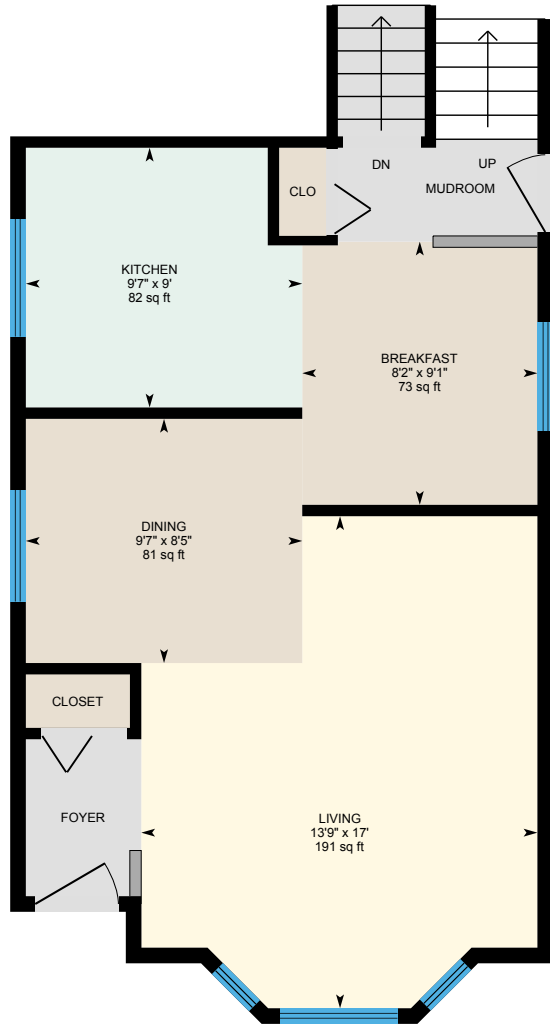 DN
UP
CLO
MUDROOM
KITCHEN
9'7" x 9'
82 sq ft
BREAKFAST
8'2" x 9'1"
73 sq ft
DINING
9'7" x 8'5"
81 sq ft
CLOSET
FOYER
LIVING
13'9" x 17'
191 sq ft